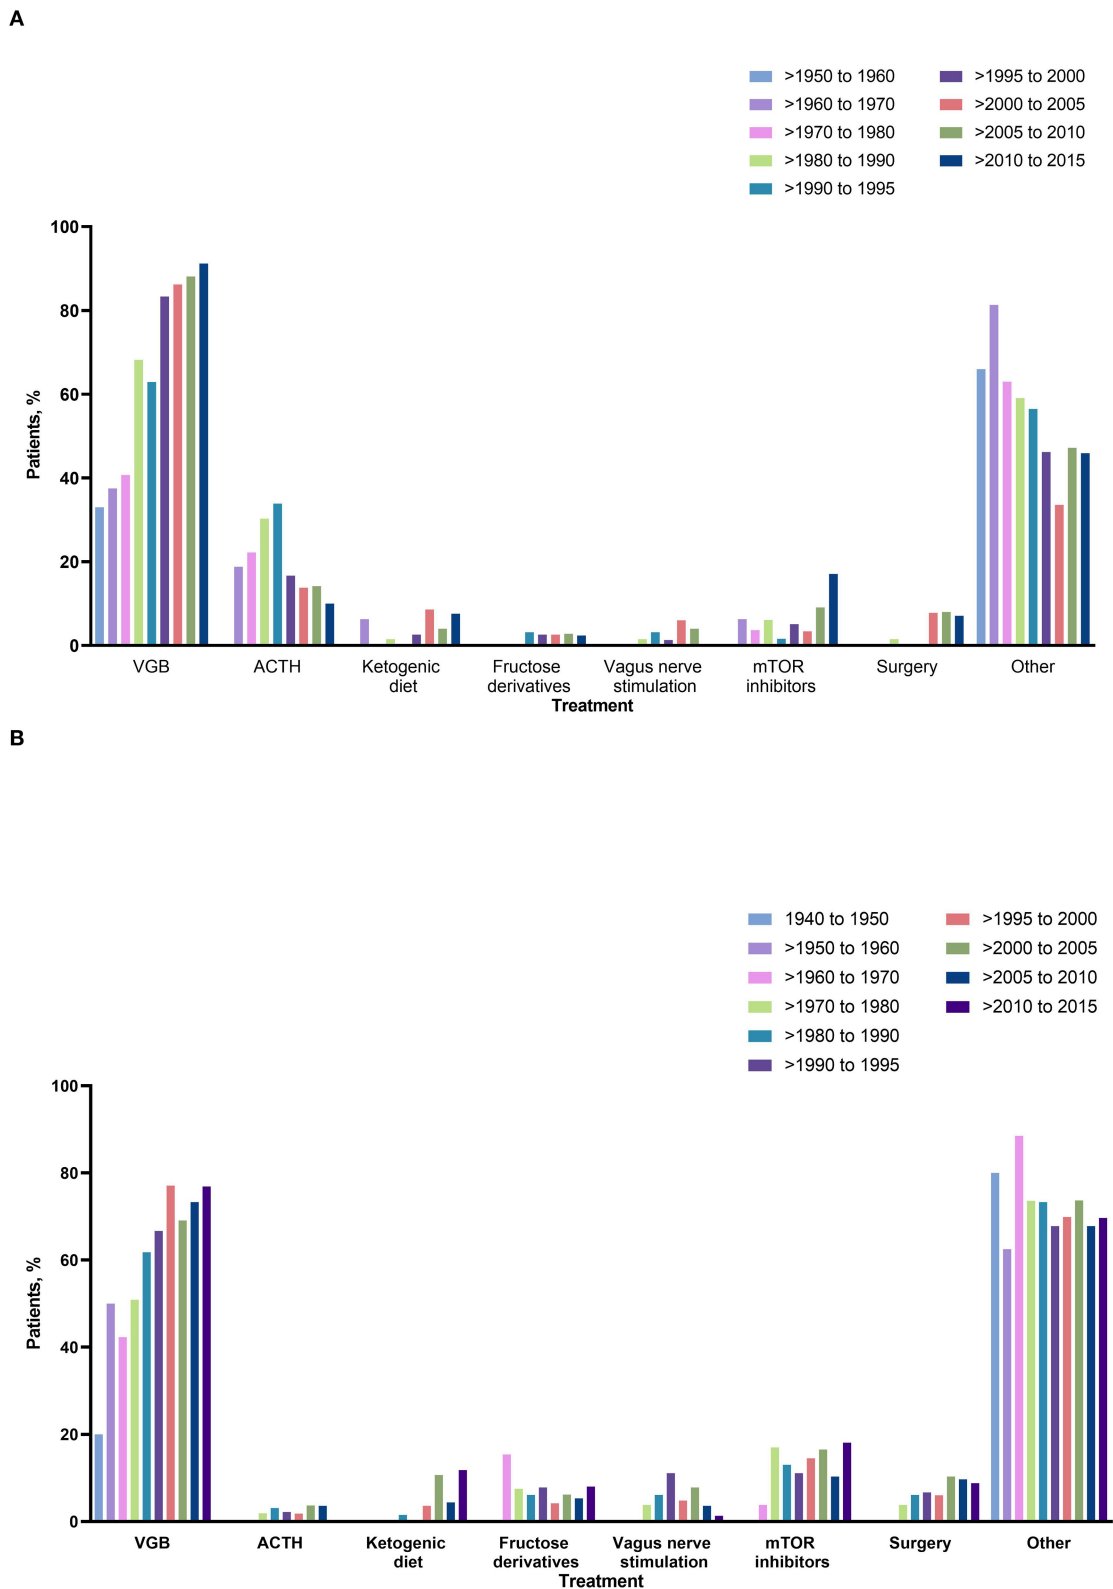 A
>1950 to 1960 >1995 to 2000
>1960 to 1970 >2000 to 2005
>1970 to 1980 >2005 to 2010
>1980 to 1990 >2010 to 2015
>1990 to 1995
100
80
60
40
20
0
Patients, %
VGB ACTH Ketogenic Fructose Vagus nerve mTOR Surgery Other
diet derivatives stimulation inhibitors
Treatment
B
1940 to 1950 >1995 to 2000
>1950 to 1960 >2000 to 2005
>1960 to 1970 >2005 to 2010
>1970 to 1980 >2010 to 2015
>1980 to 1990
>1990 to 1995
100
80
60
40
20
0
Patients, %
VGB ACTH Ketogenic Fructose Vagus nerve mTOR Surgery Other
diet derivatives stimulation inhibitors
Treatment